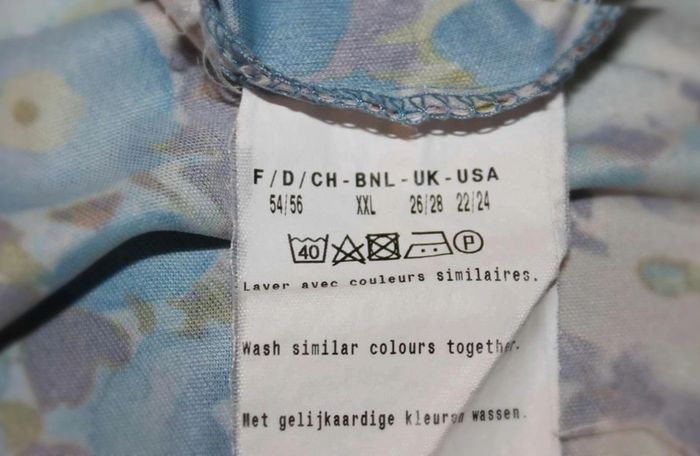 F/D/CH-BNL-UK-USA
54/56 XXL 26/28 22/24
40 P
Laver avec couleurs similaires.
Wash similar colours together.
Met gelijkaardige kleuren wassen.